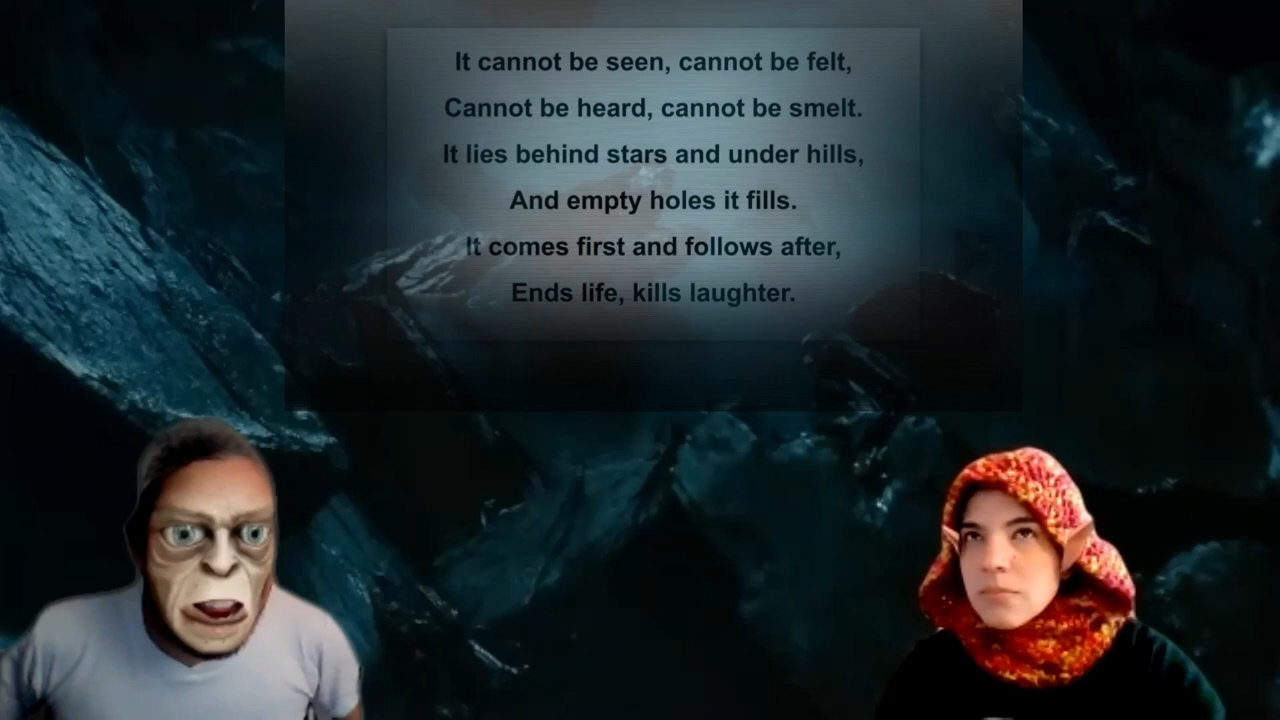 It cannot be seen, cannot be felt,
Cannot be heard, cannot be smelt.
It lies behind stars and under hills,
And empty holes it fills.
It comes first and follows after,
Ends life, kills laughter.